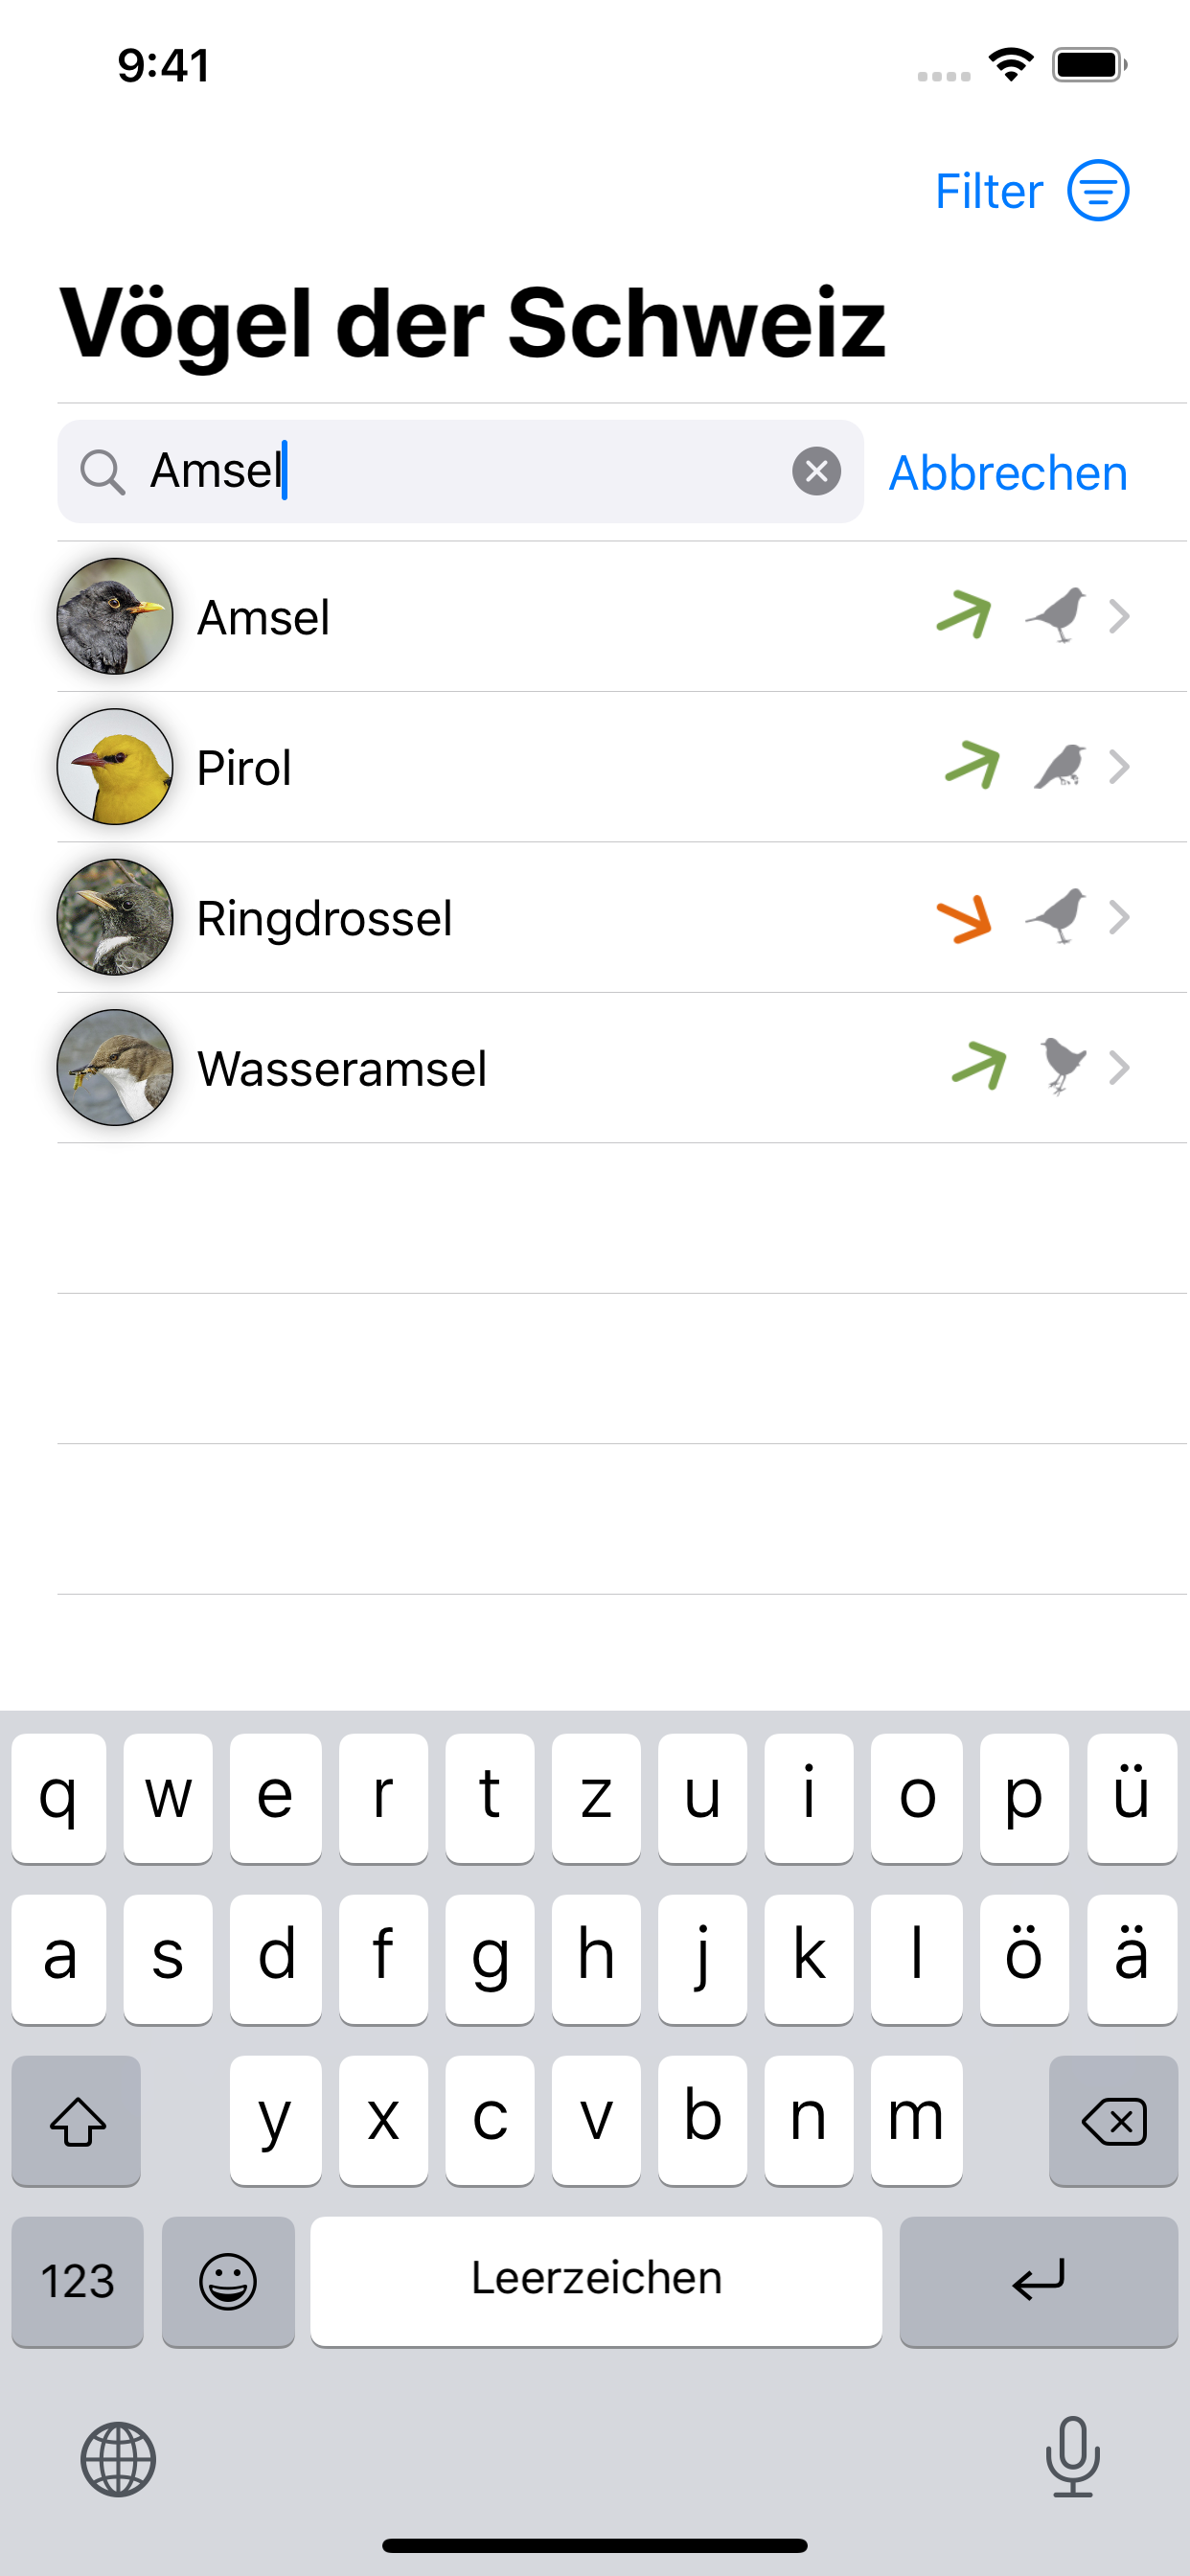 9:41
Filter
Vögel der Schweiz
Amsel
Abbrechen
Amsel
Pirol
Ringdrossel
Wasseramsel
q w e r t z u i o p ü
a s d f g h j k l ö ä
y x c v b n m
123 Leerzeichen